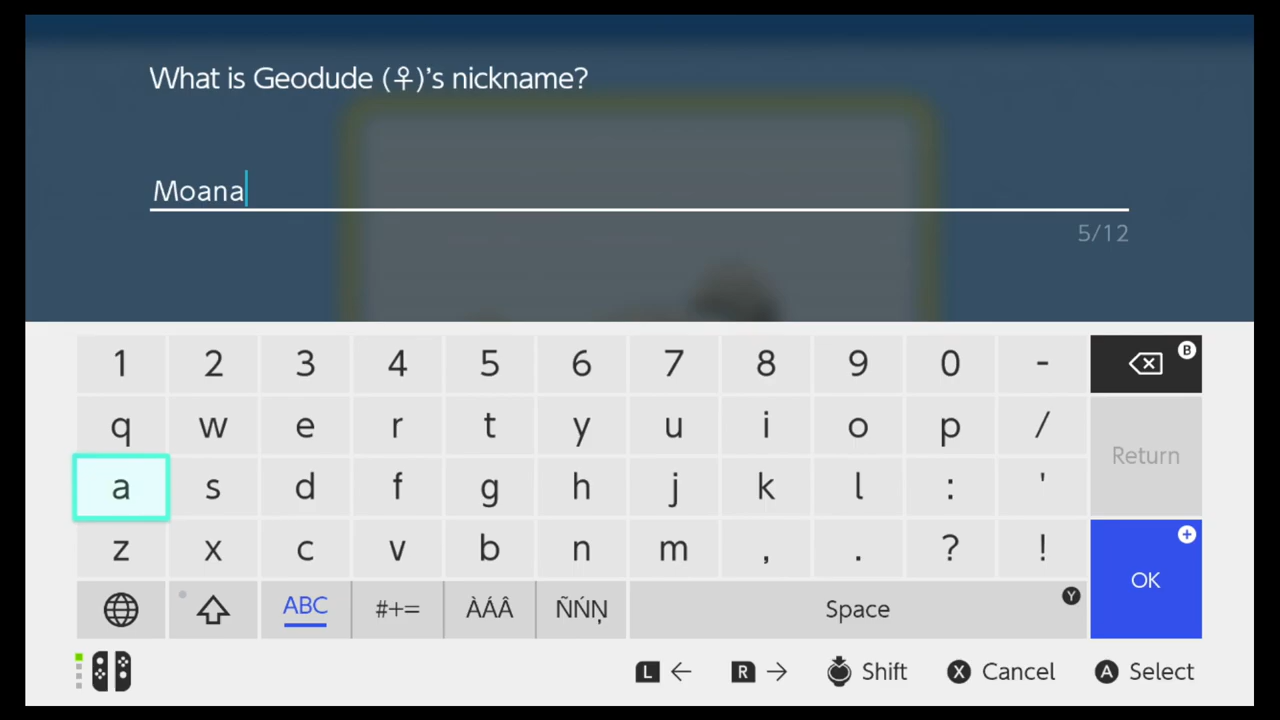 What is Geodude (♀)'s nickname?
Moana
5/12
1 2 3 4 5 6 7 8 9 0 - B
q w e r t y u i o p / Return
a s d f g h j k l : '
z x c v b n m , . ? ! + OK
ABC #+= ÀÁÂ ÑŃŅ Space Y
L ← R → Shift X Cancel A Select